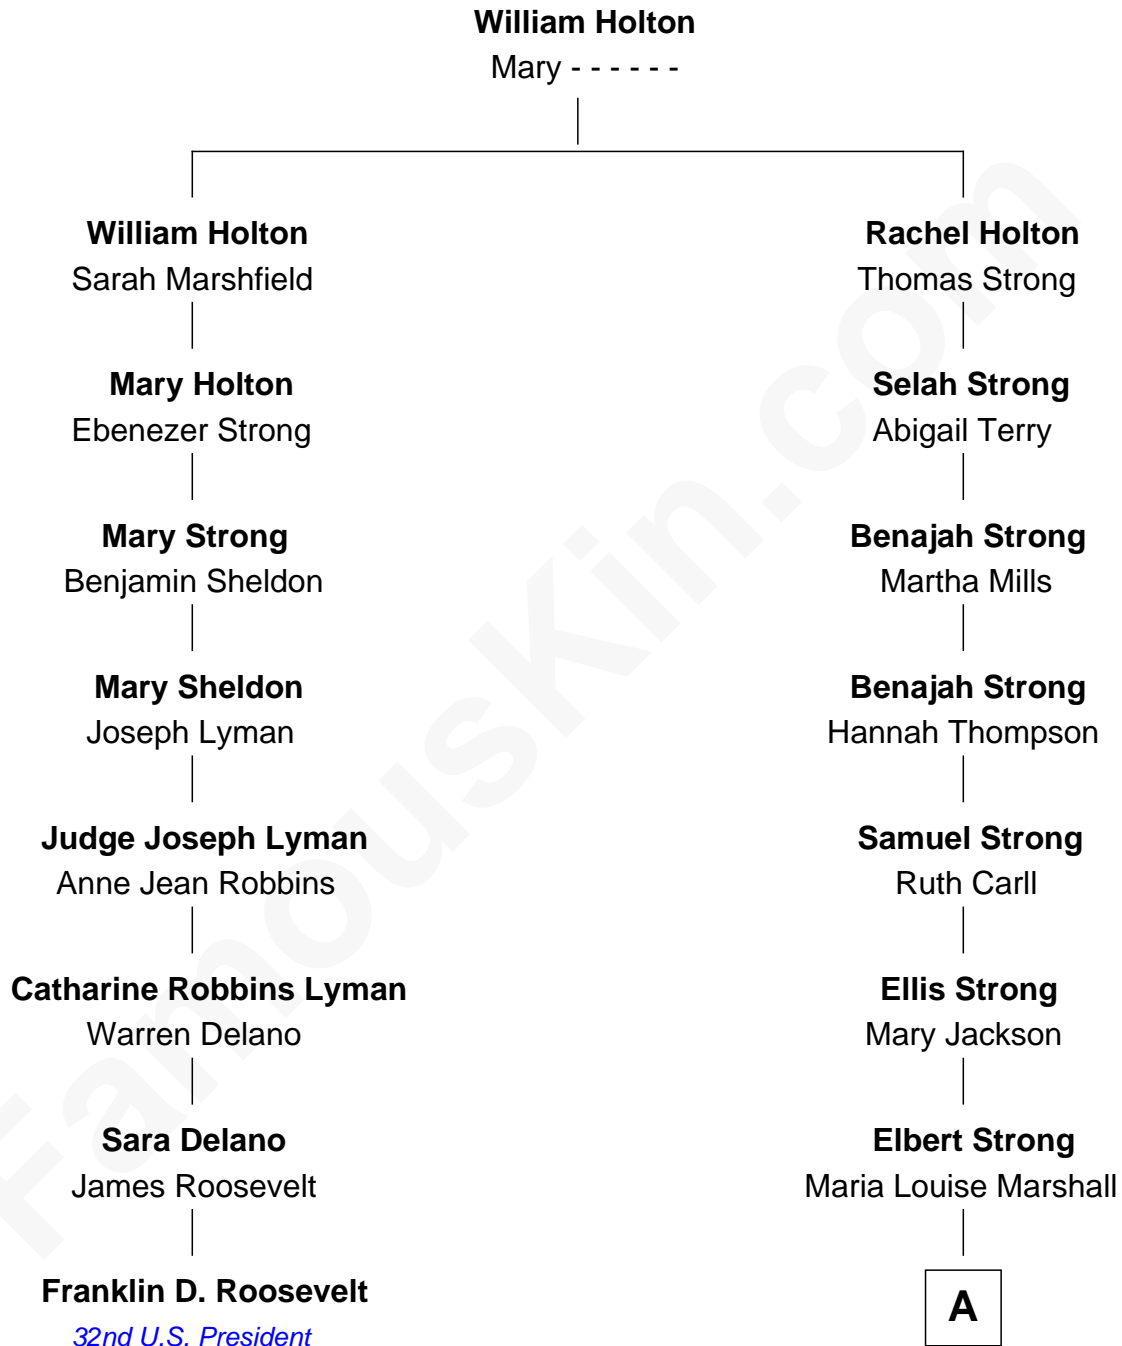 William Holton
Mary - - - - - -
William Holton
Sarah Marshfield
Rachel Holton
Thomas Strong
Mary Holton
Ebenezer Strong
Selah Strong
Abigail Terry
Mary Strong
Benjamin Sheldon
Benajah Strong
Martha Mills
Mary Sheldon
Joseph Lyman
Benajah Strong
Hannah Thompson
Judge Joseph Lyman
Anne Jean Robbins
Samuel Strong
Ruth Carll
Catharine Robbins Lyman
Warren Delano
Ellis Strong
Mary Jackson
Sara Delano
James Roosevelt
Elbert Strong
Maria Louise Marshall
Franklin D. Roosevelt
32nd U.S. President
A
FamousKin.com